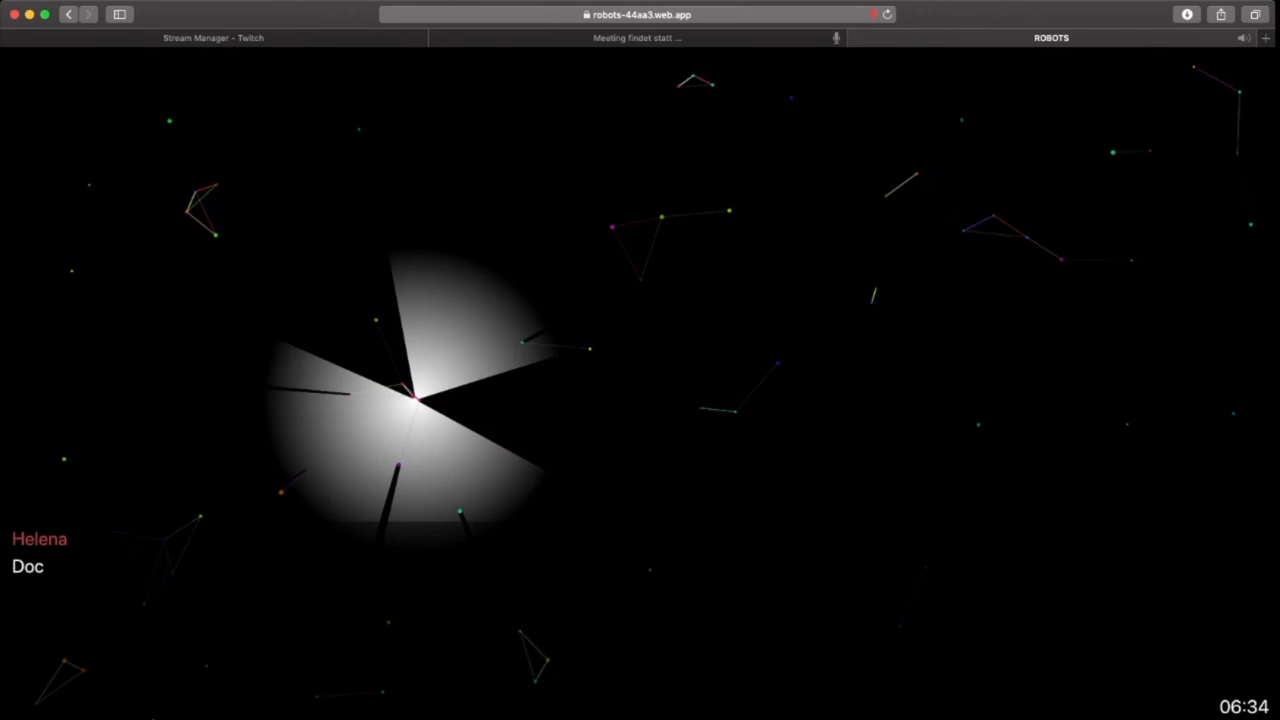 robots-44aa3.web.app
Stream Manager - Twitch
Meeting findet statt ...
ROBOTS
Helena
Doc
06:34